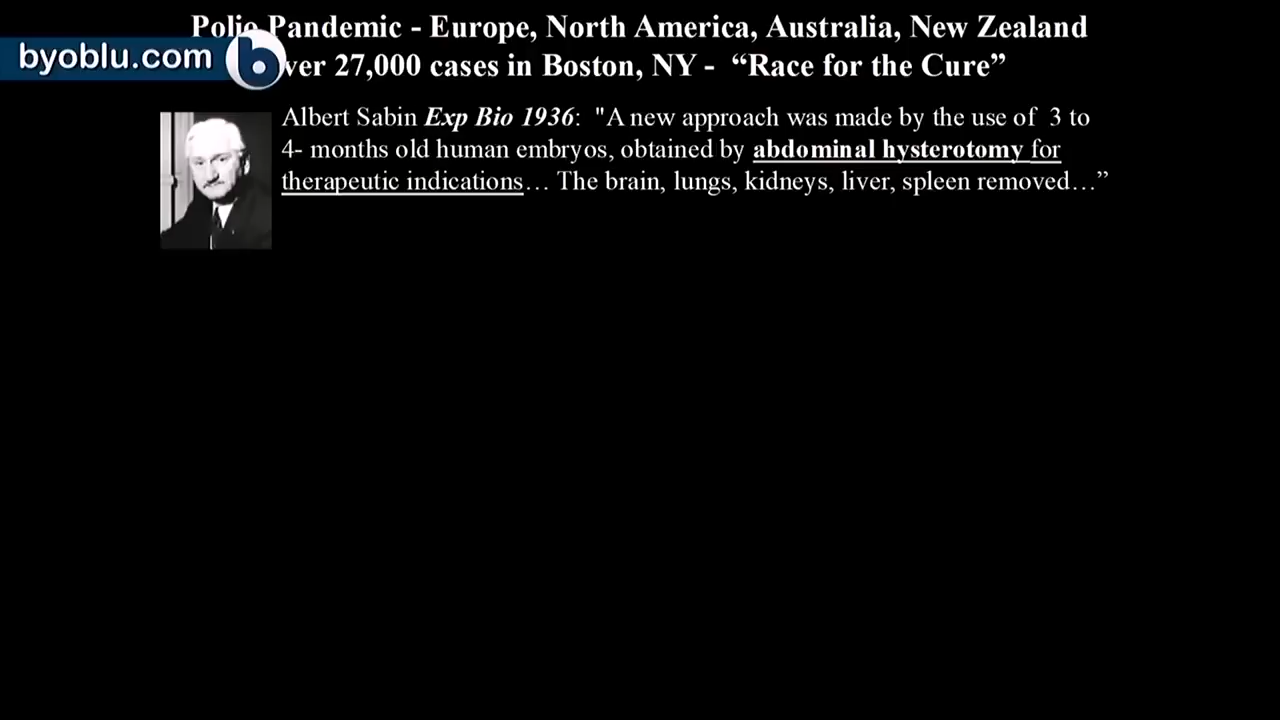 Polio Pandemic - Europe, North America, Australia, New Zealand
byoblu.com b
ver 27,000 cases in Boston, NY - “Race for the Cure”
Albert Sabin Exp Bio 1936: "A new approach was made by the use of 3 to
4- months old human embryos, obtained by abdominal hysterotomy for
therapeutic indications… The brain, lungs, kidneys, liver, spleen removed…”